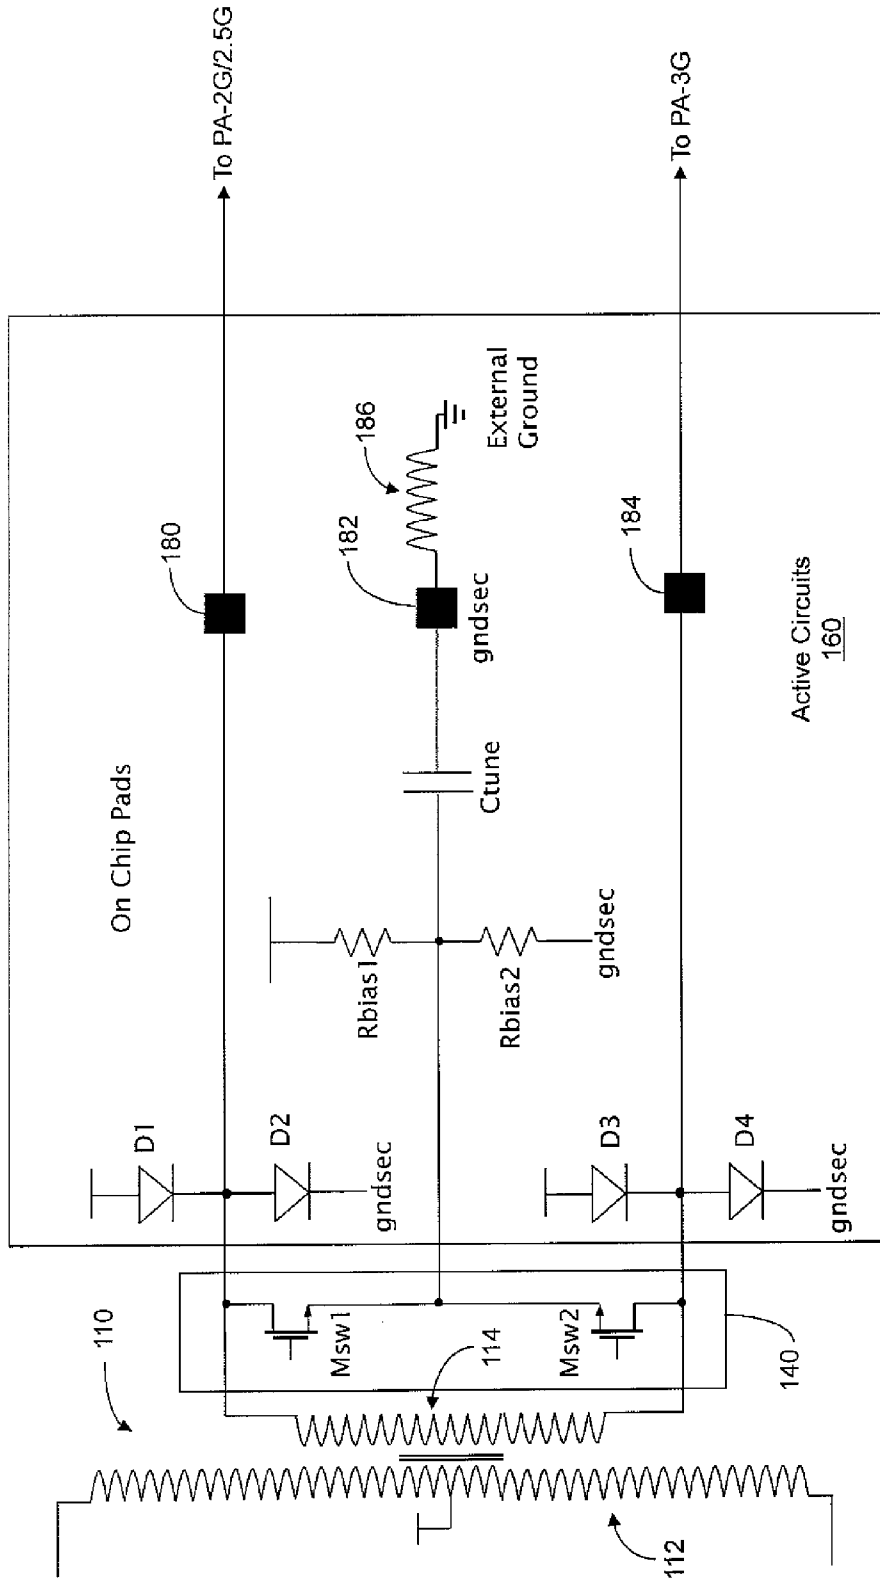 To PA-2G/2.5G
To PA-3G
External
Ground
186
180
182
gndsec
184
Active Circuits
160
On Chip Pads
Ctune
Rbias1
Rbias2
gndsec
D1
D2
gndsec
D3
D4
gndsec
110
Msw1
114
Msw2
140
112